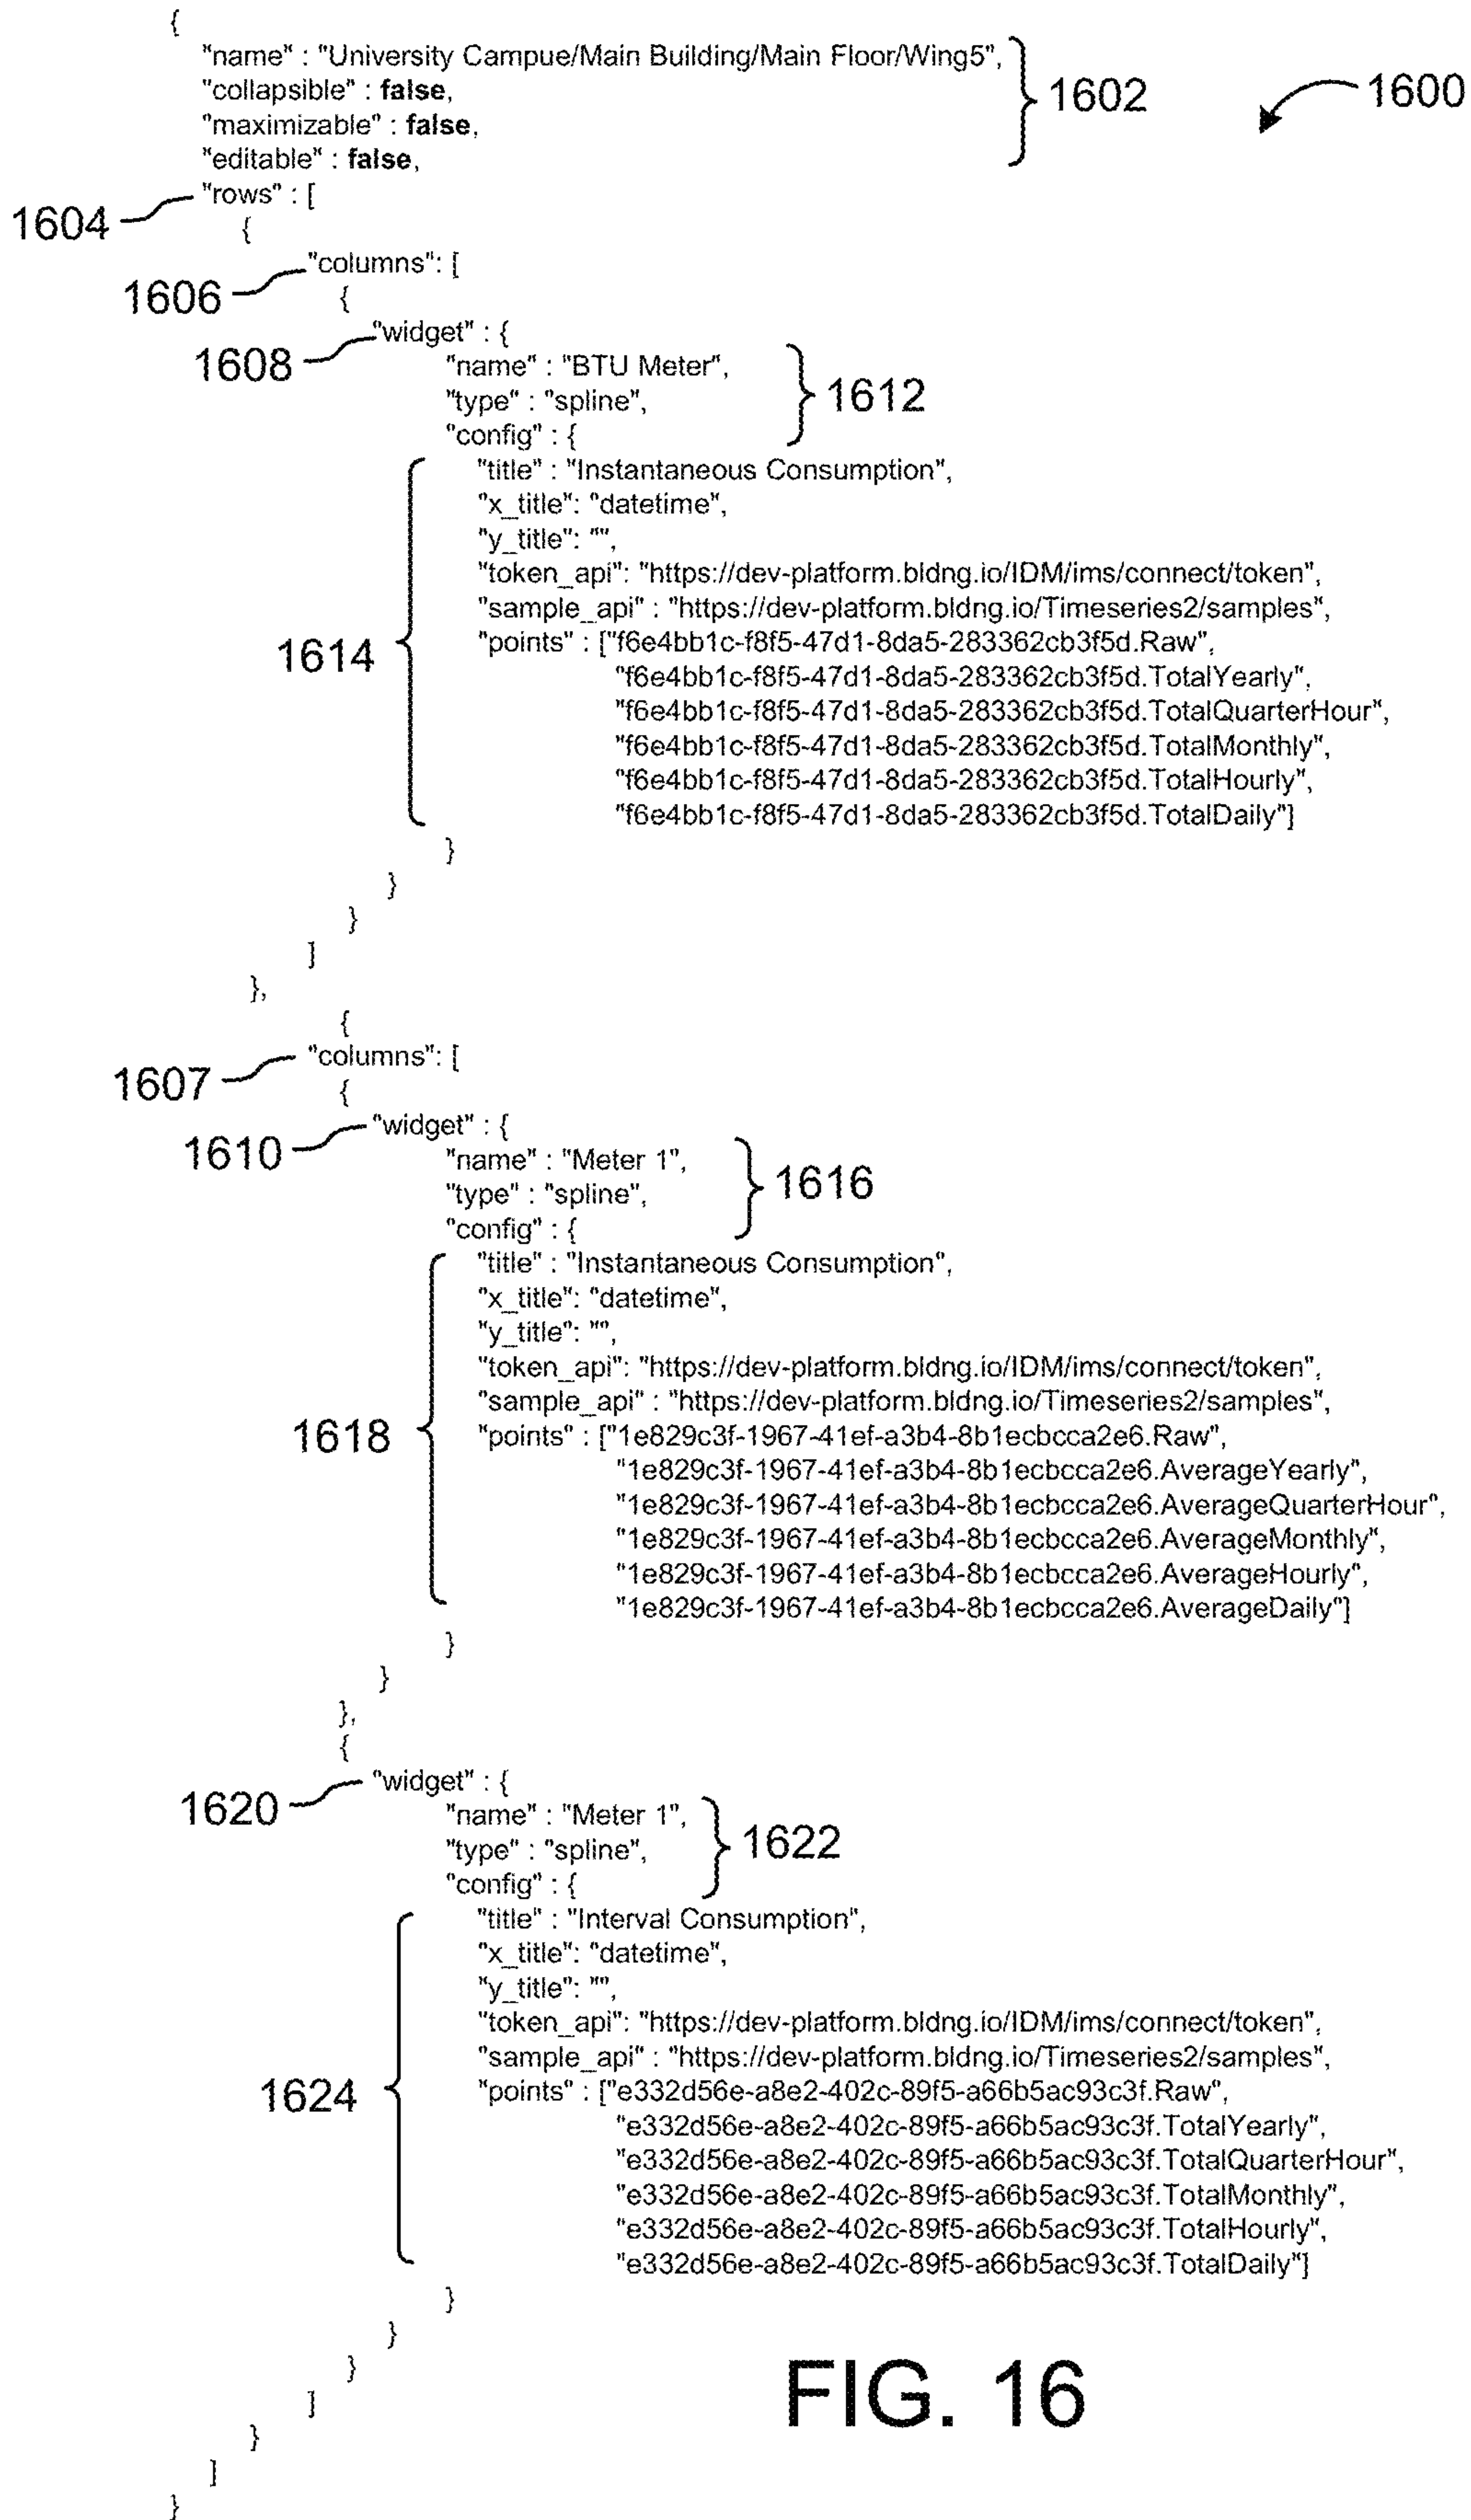 {
"name" : "University Campue/Main Building/Main Floor/Wing5",
"collapsible" : false,
1602
1600
"maximizable" : false,
"editable" : false,
"rows" : [
1604
{
"columns": [
1606
{
"widget" : {
1608
"name" : "BTU Meter",
"type" : "spline",
1612
"config" : {
"title" : "Instantaneous Consumption",
"x_title": "datetime",
"y_title": "",
"token_api": "https://dev-platform.bldng.io/IDM/ims/connect/token",
"sample_api" : "https://dev-platform.bldng.io/Timeseries2/samples",
1614
"points" : ["f6e4bb1c-f8f5-47d1-8da5-283362cb3f5d.Raw",
"f6e4bb1c-f8f5-47d1-8da5-283362cb3f5d.TotalYearly",
"f6e4bb1c-f8f5-47d1-8da5-283362cb3f5d.TotalQuarterHour",
"f6e4bb1c-f8f5-47d1-8da5-283362cb3f5d.TotalMonthly",
"f6e4bb1c-f8f5-47d1-8da5-283362cb3f5d.TotalHourly",
"f6e4bb1c-f8f5-47d1-8da5-283362cb3f5d.TotalDaily"]
}
}
}
]
},
{
"columns": [
1607
{
"widget" : {
1610
"name" : "Meter 1",
"type" : "spline",
1616
"config" : {
"title" : "Instantaneous Consumption",
"x_title": "datetime",
"y_title": "",
"token_api": "https://dev-platform.bldng.io/IDM/ims/connect/token",
"sample_api" : "https://dev-platform.bldng.io/Timeseries2/samples",
1618
"points" : ["1e829c3f-1967-41ef-a3b4-8b1ecbcca2e6.Raw",
"1e829c3f-1967-41ef-a3b4-8b1ecbcca2e6.AverageYearly",
"1e829c3f-1967-41ef-a3b4-8b1ecbcca2e6.AverageQuarterHour",
"1e829c3f-1967-41ef-a3b4-8b1ecbcca2e6.AverageMonthly",
"1e829c3f-1967-41ef-a3b4-8b1ecbcca2e6.AverageHourly",
"1e829c3f-1967-41ef-a3b4-8b1ecbcca2e6.AverageDaily"]
}
}
},
{
"widget" : {
1620
"name" : "Meter 1",
"type" : "spline",
1622
"config" : {
"title" : "Interval Consumption",
"x_title": "datetime",
"y_title": "",
"token_api": "https://dev-platform.bldng.io/IDM/ims/connect/token",
"sample_api" : "https://dev-platform.bldng.io/Timeseries2/samples",
1624
"points" : ["e332d56e-a8e2-402c-89f5-a66b5ac93c3f.Raw",
"e332d56e-a8e2-402c-89f5-a66b5ac93c3f.TotalYearly",
"e332d56e-a8e2-402c-89f5-a66b5ac93c3f.TotalQuarterHour",
"e332d56e-a8e2-402c-89f5-a66b5ac93c3f.TotalMonthly",
"e332d56e-a8e2-402c-89f5-a66b5ac93c3f.TotalHourly",
"e332d56e-a8e2-402c-89f5-a66b5ac93c3f.TotalDaily"]
}
}
}
]
}
]
}
FIG. 16